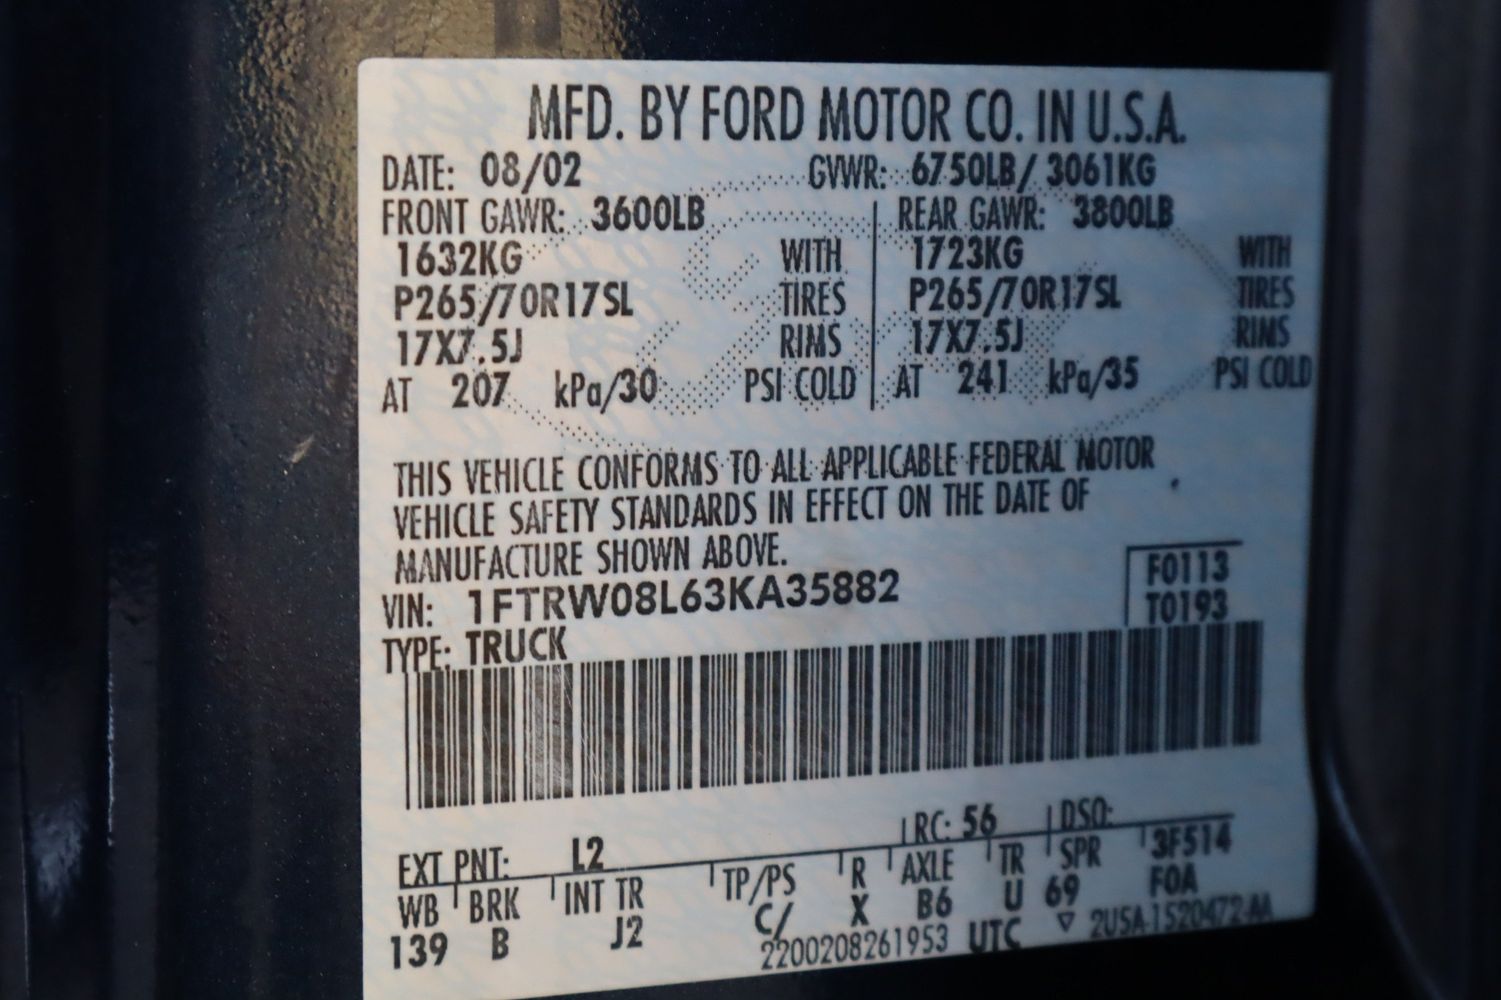 MFD. BY FORD MOTOR CO. IN U.S.A.
DATE: 08/02 GVWR: 6750LB/ 3061KG
FRONT GAWR: 3600LB REAR GAWR: 3800LB
1632KG WITH 1723KG WITH
P265/70R17SL TIRES P265/70R17SL TIRES
17X7.5J RIMS 17X7.5J RIMS
AT 207 kPa/30 PSI COLD AT 241 kPa/35 PSI COLD
THIS VEHICLE CONFORMS TO ALL APPLICABLE FEDERAL MOTOR
VEHICLE SAFETY STANDARDS IN EFFECT ON THE DATE OF
MANUFACTURE SHOWN ABOVE.
VIN: 1FTRW08L63KA35882 F0113
TYPE: TRUCK T0193
EXT PNT: L2 RC: 56 DSO:
WB BRK INT TR TP/PS R AXLE TR SPR 3F514
139 B J2 C/ X B6 U 69 F0A
2200208261953 UTC ▽ 2USA-1520472-AA